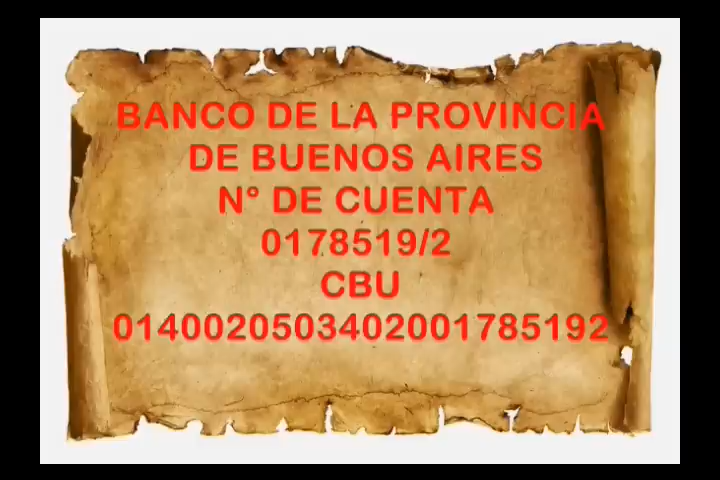 BANCO DE LA PROVINCIA
DE BUENOS AIRES
N° DE CUENTA
0178519/2
CBU
0140020503402001785192